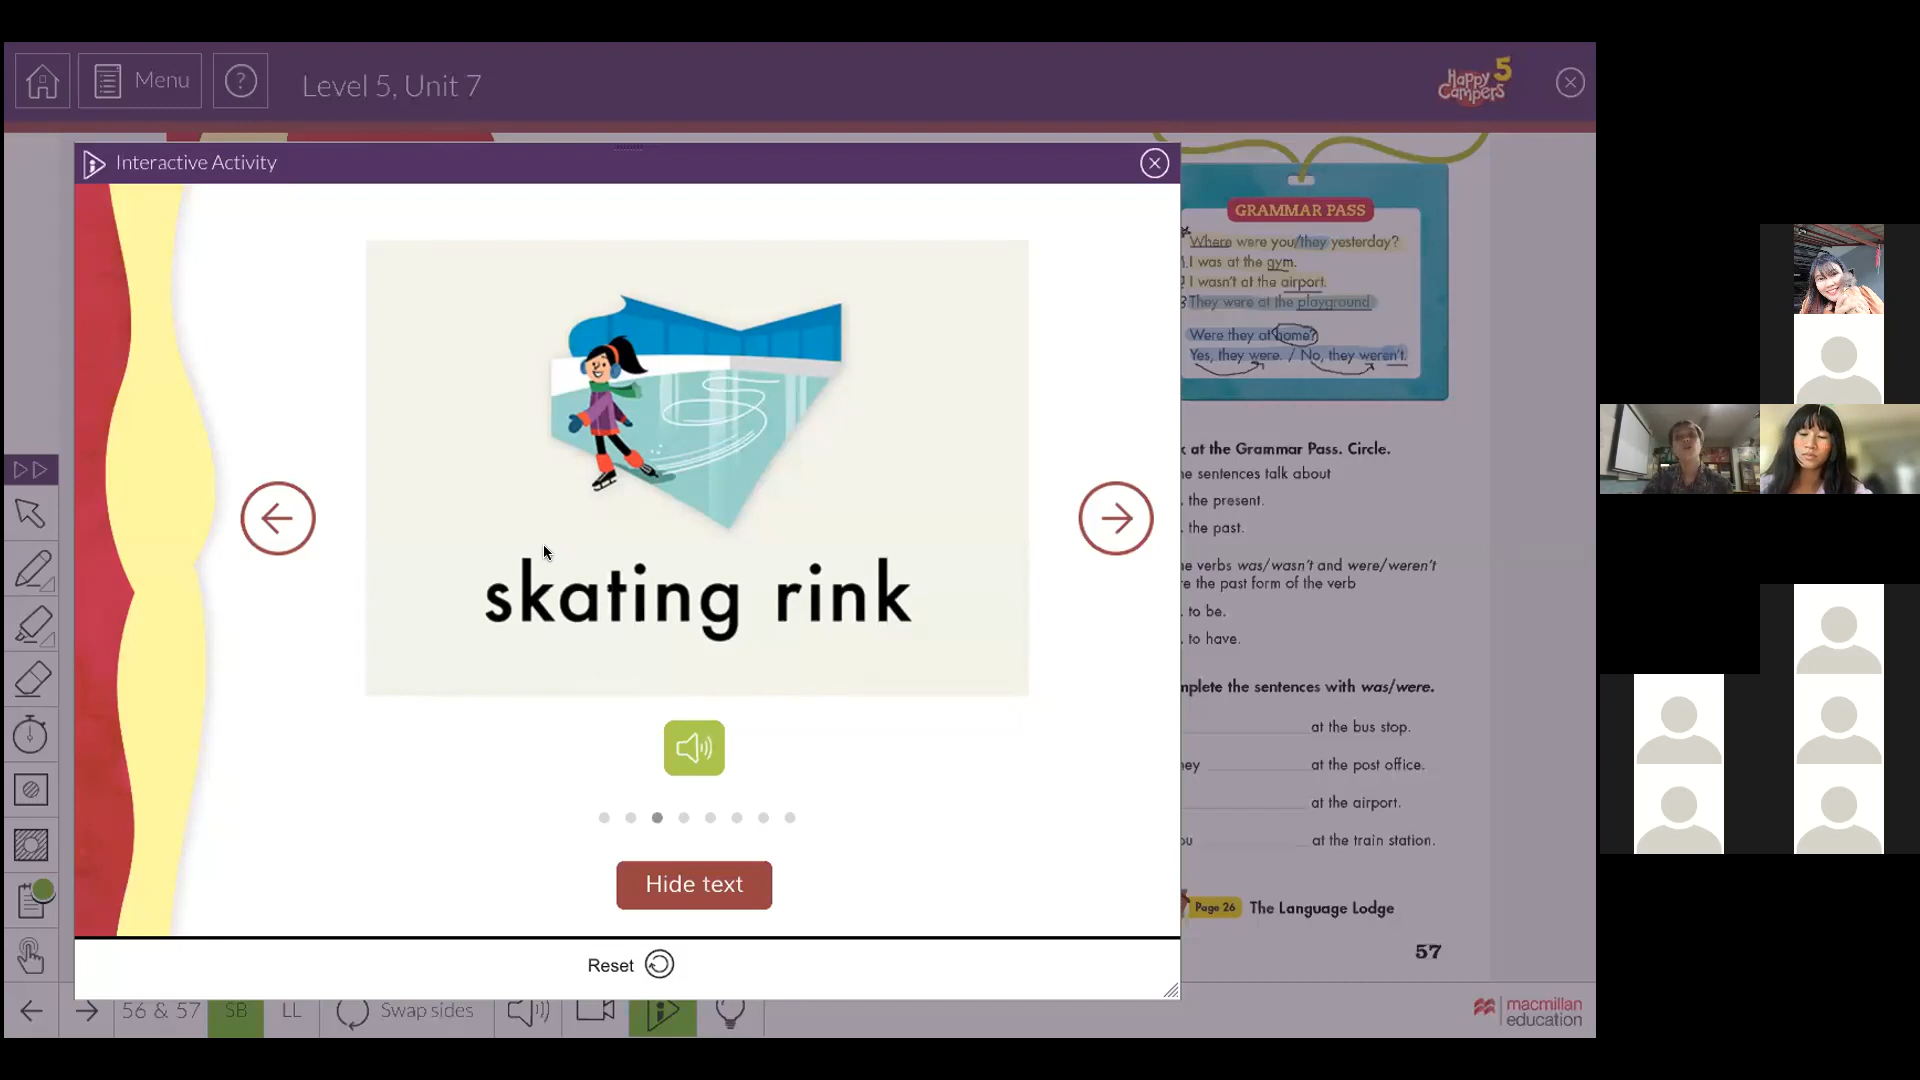 Menu
?
Level 5, Unit 7
Happy Campers 5
Interactive Activity
skating rink
Hide text
Reset
GRAMMAR PASS
Where were you/they yesterday?
I was at the gym.
I wasn't at the airport.
They were at the playground
Were they at home?
Yes, they were. / No, they weren't.
at the Grammar Pass. Circle.
sentences talk about
the present.
the past.
verbs was/wasn't and were/weren't
the past form of the verb
to be.
to have.
the sentences with was/were.
at the bus stop.
at the post office.
at the airport.
at the train station.
Page 26 The Language Lodge
57
56 & 57 SB LL Swap sides
macmillan
education